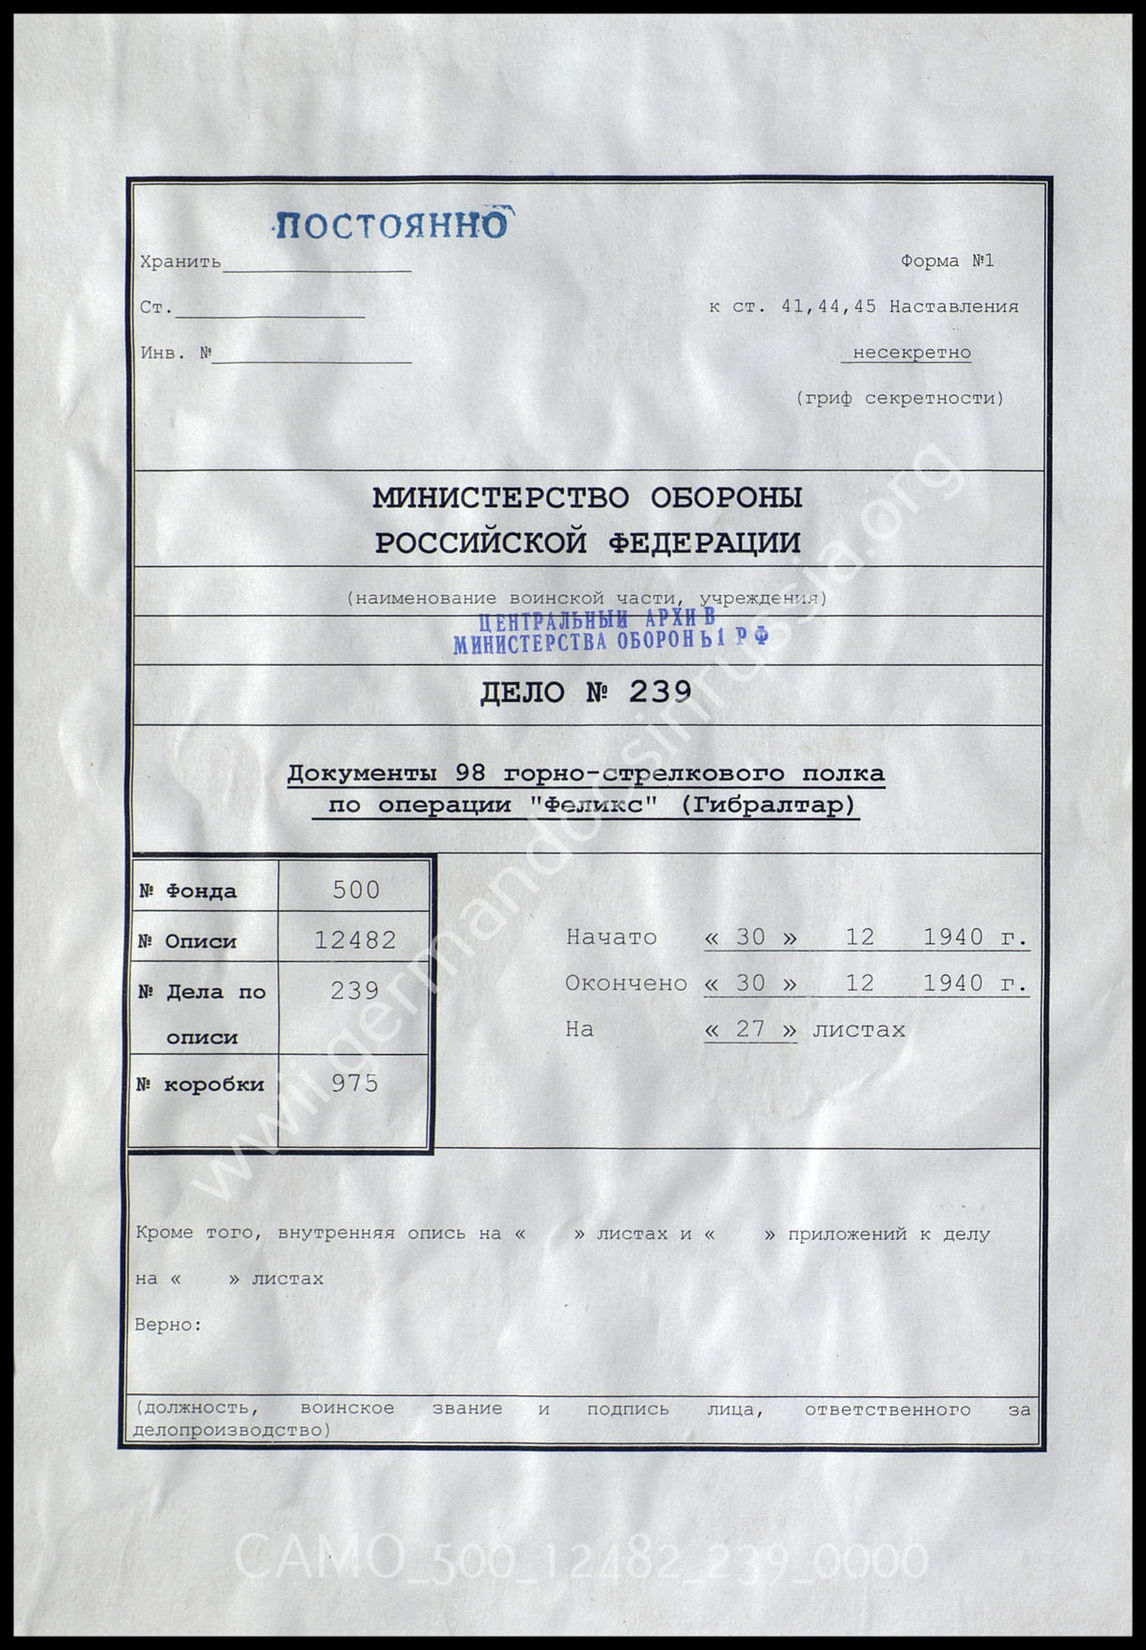 ПОСТОЯННО
Хранить
Форма №1
Ст.
к ст. 41,44,45 Наставления
Инв. №
несекретно
(гриф секретности)
МИНИСТЕРСТВО ОБОРОНЫ
РОССИЙСКОЙ ФЕДЕРАЦИИ
(наименование воинской части, учреждения)
ЦЕНТРАЛЬНЫЙ АРХИВ
МИНИСТЕРСТВА ОБОРОНЫ РФ
ДЕЛО № 239
Документы 98 горно-стрелкового полка
по операции "Феликс" (Гибралтар)
№ Фонда 500
№ Описи 12482
№ Дела по 239
описи
№ коробки 975
Начато « 30 » 12 1940 г.
Окончено « 30 » 12 1940 г.
На « 27 » листах
Кроме того, внутренняя опись на « » листах и « » приложений к делу
на « » листах
Верно:
(должность, воинское звание и подпись лица, ответственного за
делопроизводство)
wwii.germandocsinrussia.org
CAMO_500_12482_239_0000